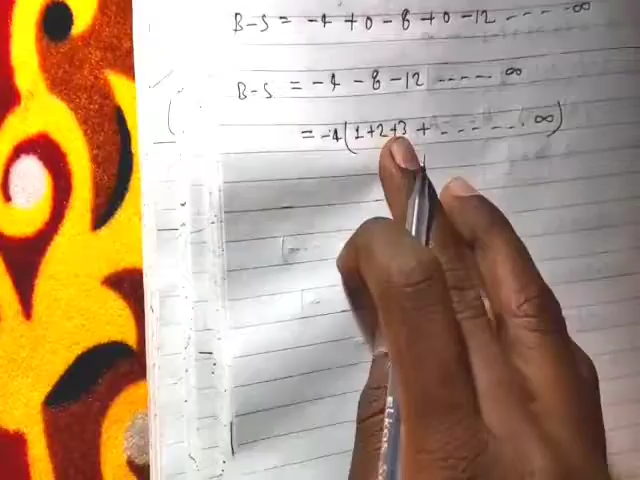 B-S = -4 + 0 - 8 + 0 - 12 ---- ∞
B-S = -4 - 8 - 12 ----- ∞
= -4(1+2+3 + ------- ∞)